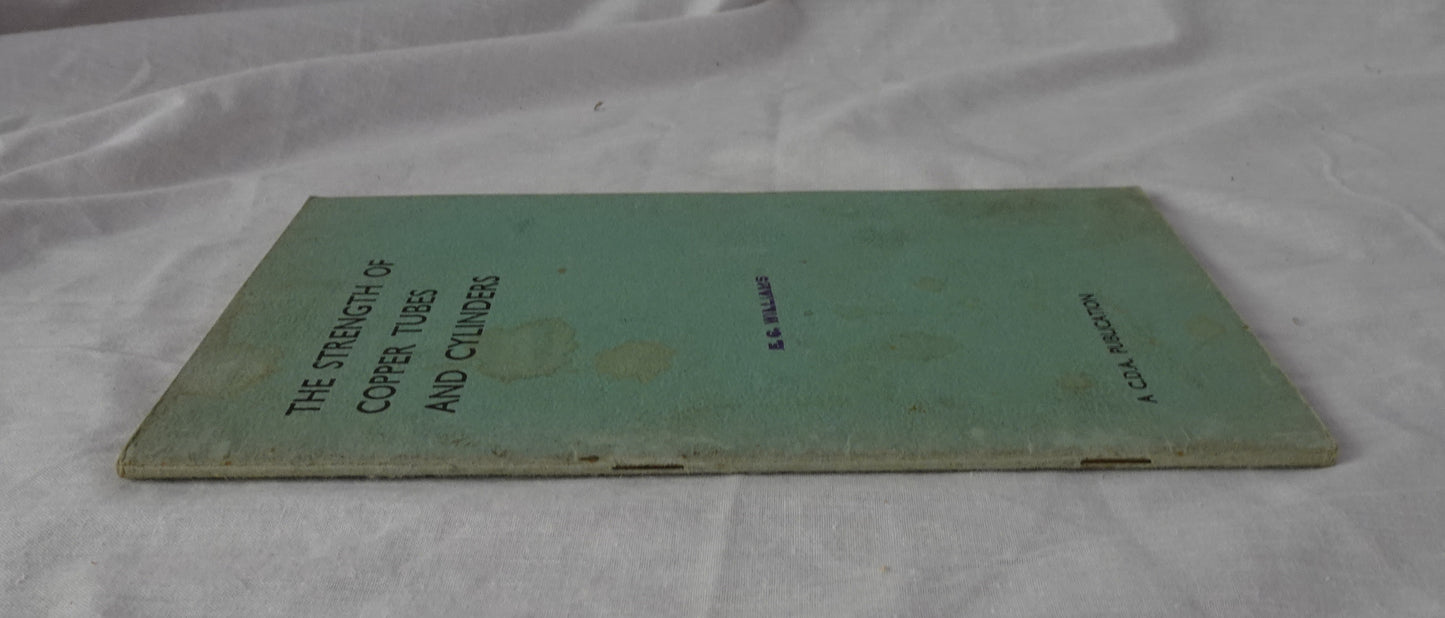 THE STRENGTH OF
COPPER TUBES
AND CYLINDERS
E. G. WILLIAMS
A C.D.A. PUBLICATION